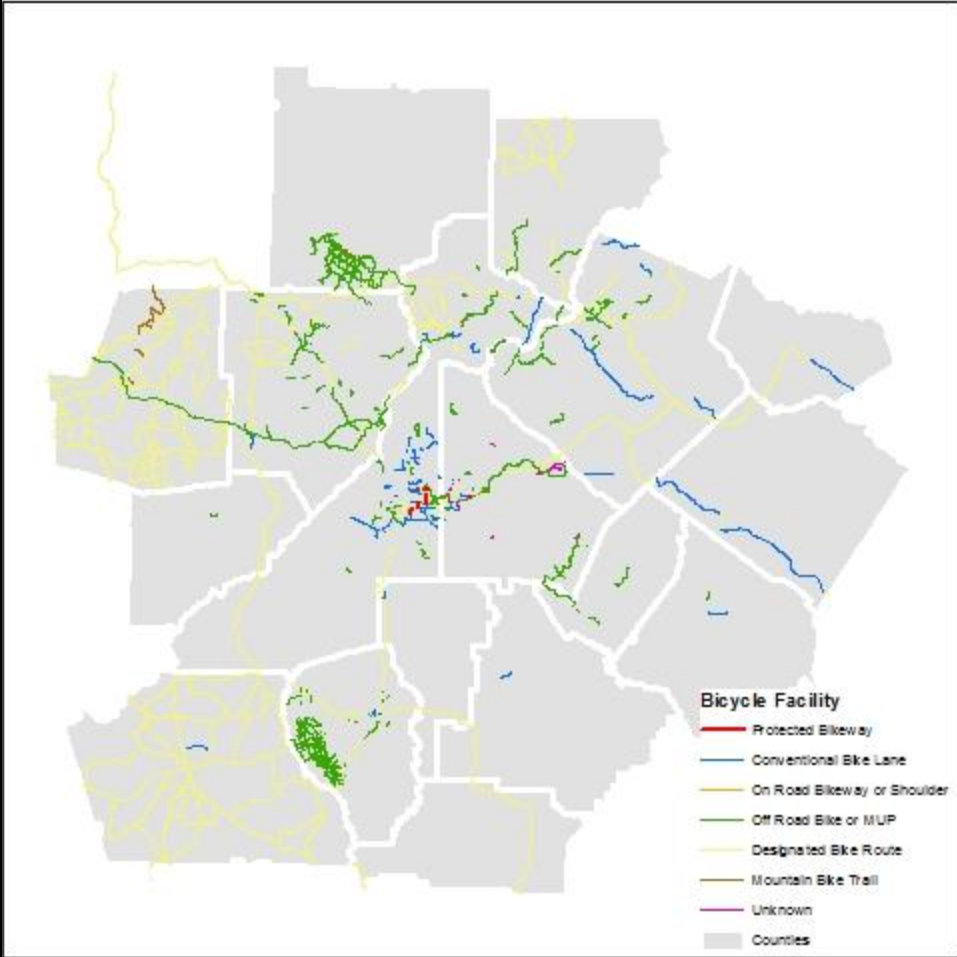 Bicycle Facility
Protected Bikeway
Conventional Bike Lane
On Road Bikeway or Shoulder
Off Road Bike or MUP
Designated Bike Route
Mountain Bike Trail
Unknown
Counties